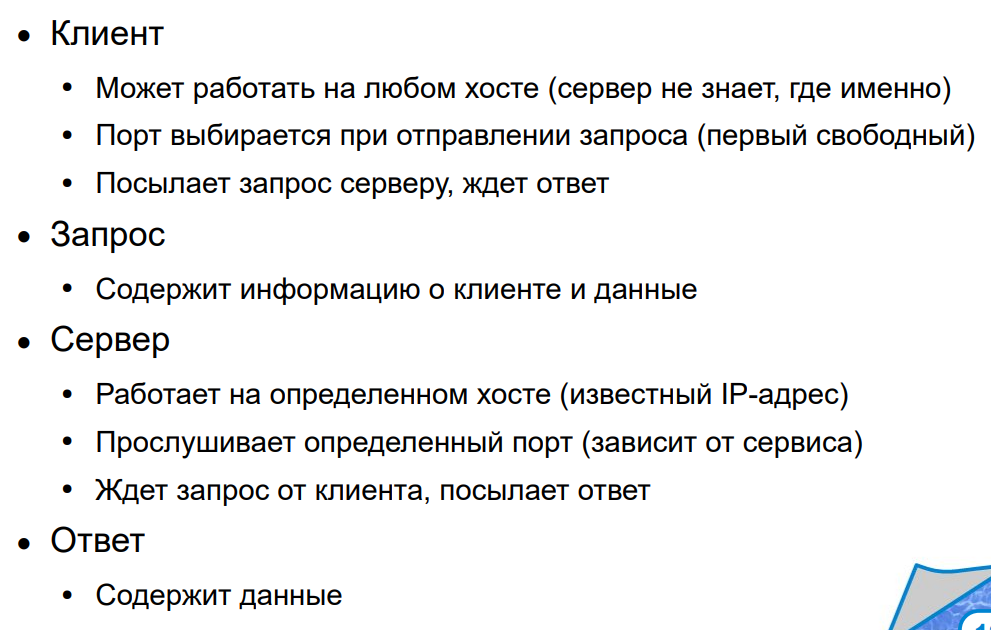 • Клиент
• Может работать на любом хосте (сервер не знает, где именно)
• Порт выбирается при отправлении запроса (первый свободный)
• Посылает запрос серверу, ждет ответ
• Запрос
• Содержит информацию о клиенте и данные
• Сервер
• Работает на определенном хосте (известный IP-адрес)
• Прослушивает определенный порт (зависит от сервиса)
• Ждет запрос от клиента, посылает ответ
• Ответ
• Содержит данные